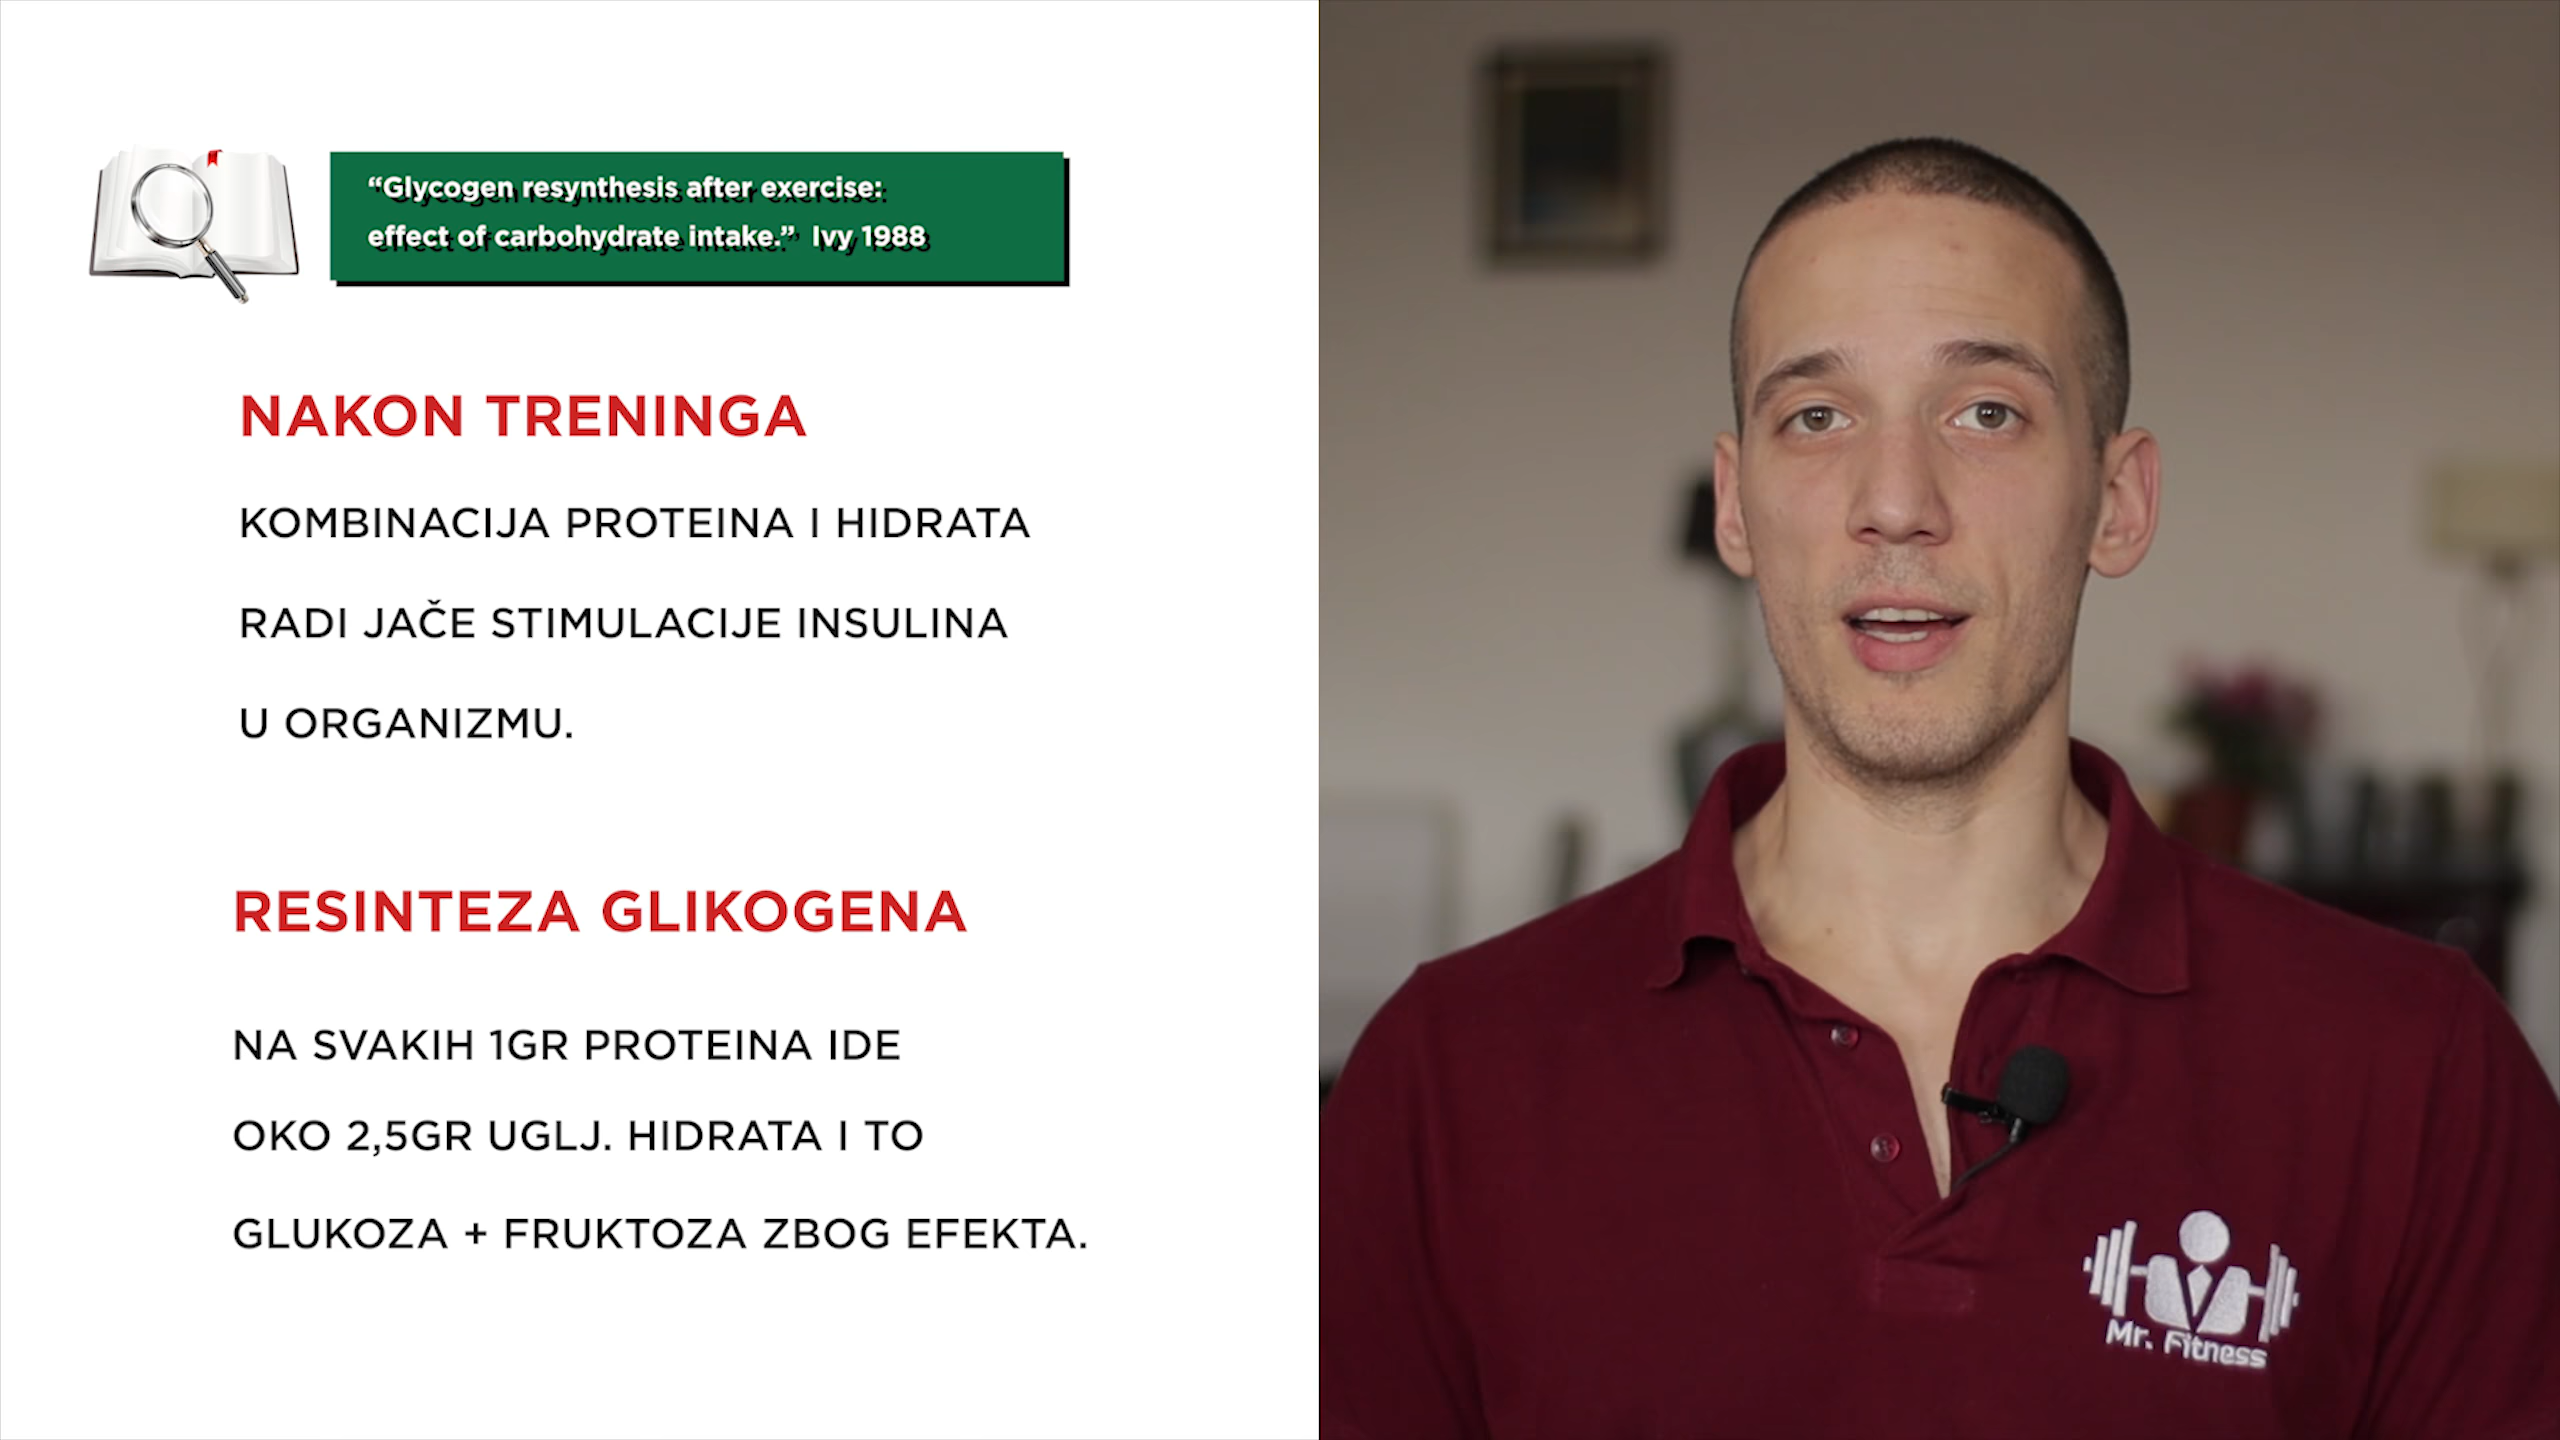 “Glycogen resynthesis after exercise:
effect of carbohydrate intake.” Ivy 1988
NAKON TRENINGA
KOMBINACIJA PROTEINA I HIDRATA
RADI JAČE STIMULACIJE INSULINA
U ORGANIZMU.
RESINTEZA GLIKOGENA
NA SVAKIH 1GR PROTEINA IDE
OKO 2,5GR UGLJ. HIDRATA I TO
GLUKOZA + FRUKTOZA ZBOG EFEKTA.
Mr. Fitness